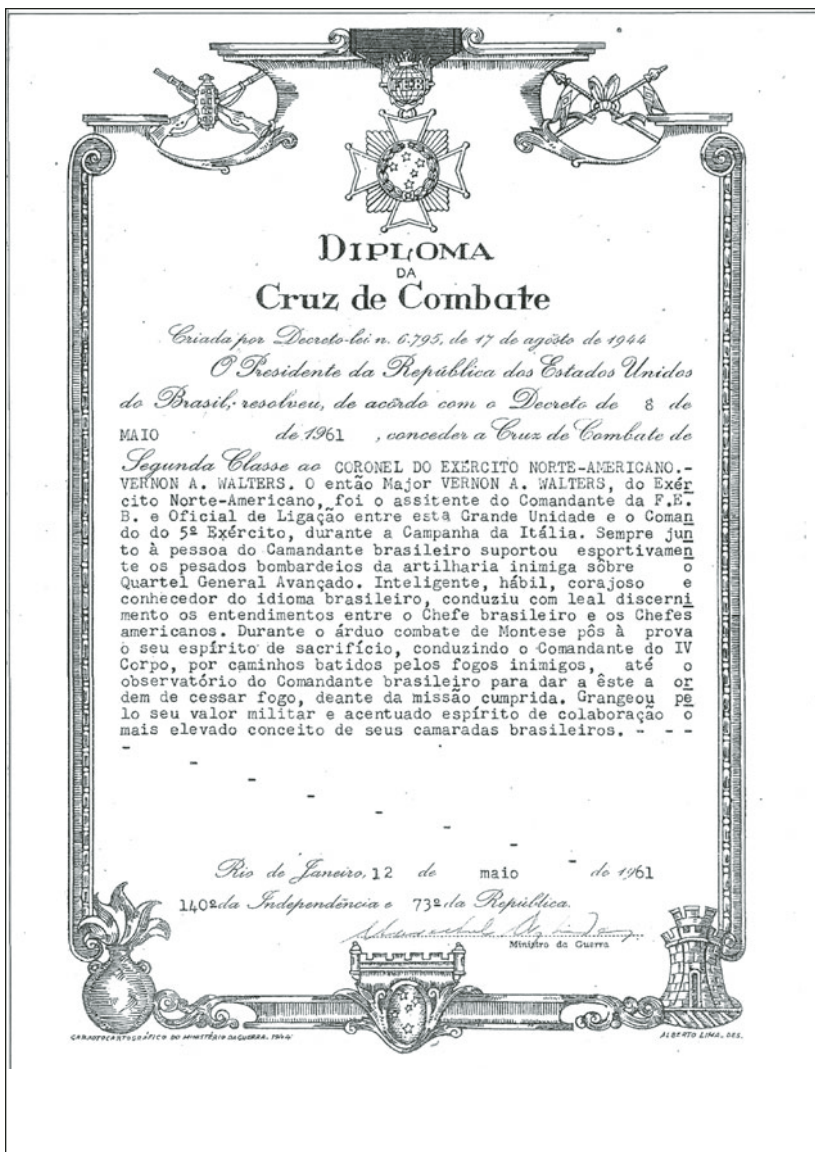 F.E.B
DIPLOMA
DA
Cruz de Combate
Criada por Decreto-lei n. 6.795, de 17 de agôsto de 1944
O Presidente da República dos Estados Unidos
do Brasil, resolveu, de acôrdo com o Decreto de 8 de
MAIO de 1961, conceder a Cruz de Combate de
Segunda Classe ao CORONEL DO EXÉRCITO NORTE-AMERICANO.-
VERNON A. WALTERS. O então Major VERNON A. WALTERS, do Exér
cito Norte-Americano, foi o assitente do Comandante da F.E.
B. e Oficial de Ligação entre esta Grande Unidade e o Coman
do do 5º Exército, durante a Campanha da Itália. Sempre jun
to à pessoa do Camandante brasileiro suportou esportivamen
te os pesados bombardeios da artilharia inimiga sôbre o
Quartel General Avançado. Inteligente, hábil, corajoso e
conhecedor do idioma brasileiro, conduziu com leal discerni
mento os entendimentos entre o Chefe brasileiro e os Chefes
americanos. Durante o árduo combate de Montese pôs à prova
o seu espírito de sacrifício, conduzindo o Comandante do IV
Corpo, por caminhos batidos pelos fogos inimigos, até o
observatório do Comandante brasileiro para dar a êste a or
dem de cessar fogo, deante da missão cumprida. Grangeou pe
lo seu valor militar e acentuado espírito de colaboração o
mais elevado conceito de seus camaradas brasileiros. - - -
Rio de Janeiro, 12 de maio de 1961
140º da Independência e 73º da República.
Ministro da Guerra
GAB. FOTOCARTOGRÁFICO DO MINISTÉRIO DA GUERRA. 1944
ALBERTO LIMA, DES.